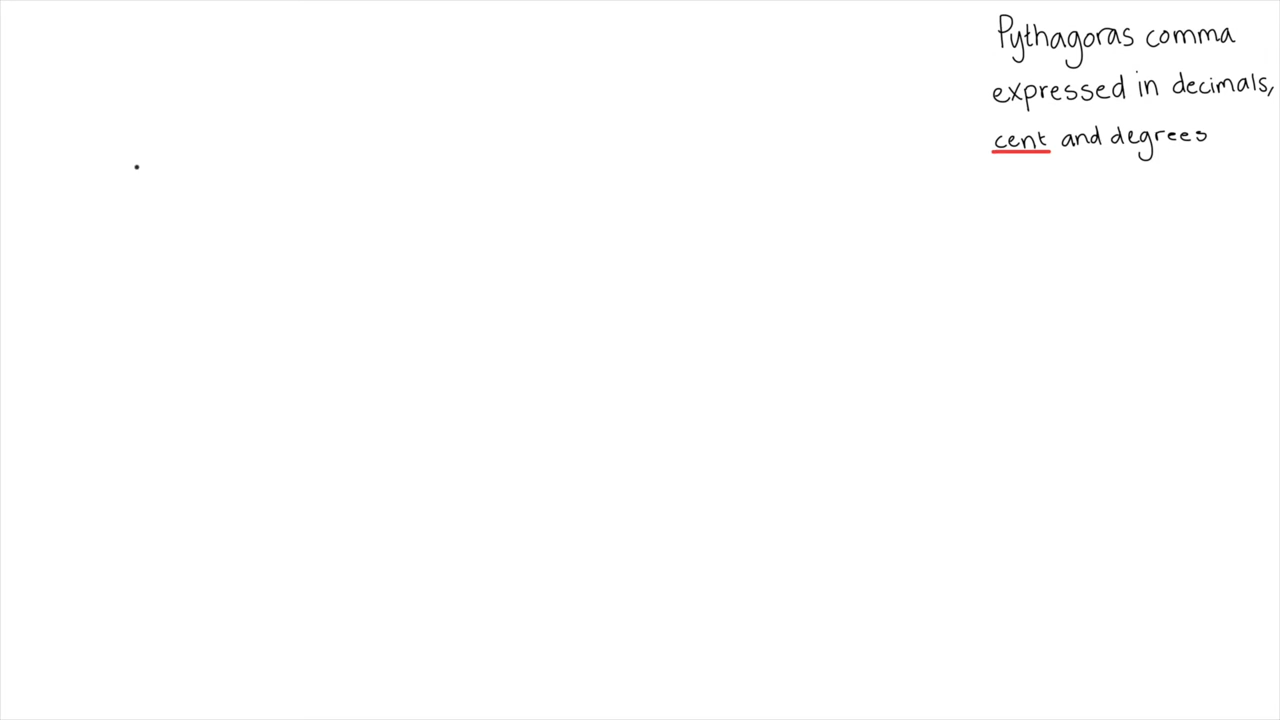 Pythagoras comma
expressed in decimals,
cent and degrees